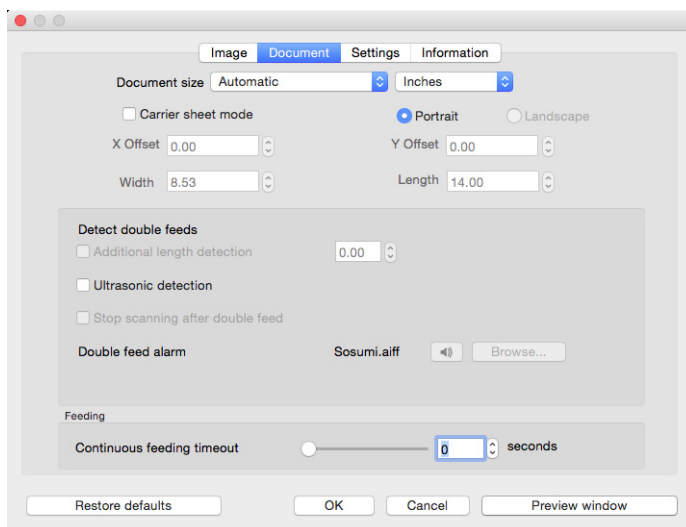 Image Document Settings Information
Document size Automatic Inches
Carrier sheet mode Portrait Landscape
X Offset 0.00 Y Offset 0.00
Width 8.53 Length 14.00
Detect double feeds
Additional length detection 0.00
Ultrasonic detection
Stop scanning after double feed
Double feed alarm Sosumi.aiff Browse...
Feeding
Continuous feeding timeout 0 seconds
Restore defaults OK Cancel Preview window